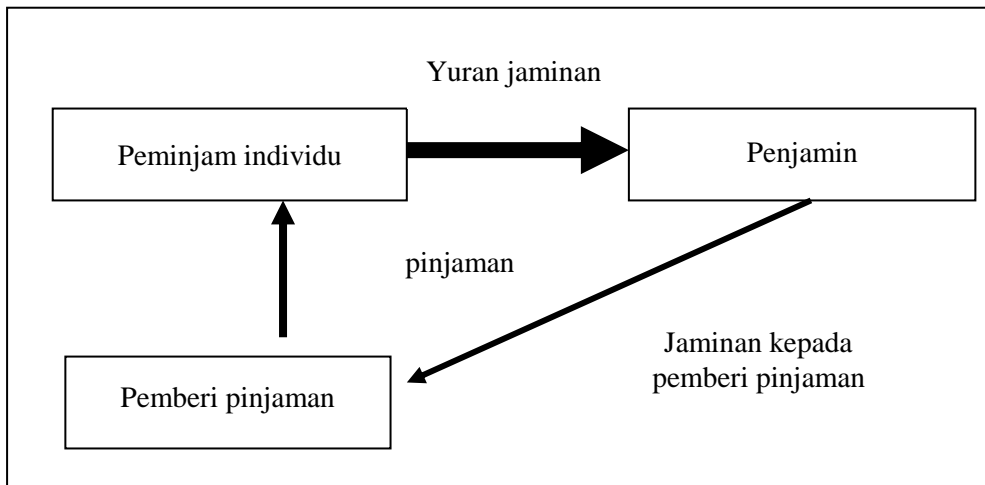 Yuran jaminan
Peminjam individu
Penjamin
pinjaman
Jaminan kepada
pemberi pinjaman
Pemberi pinjaman